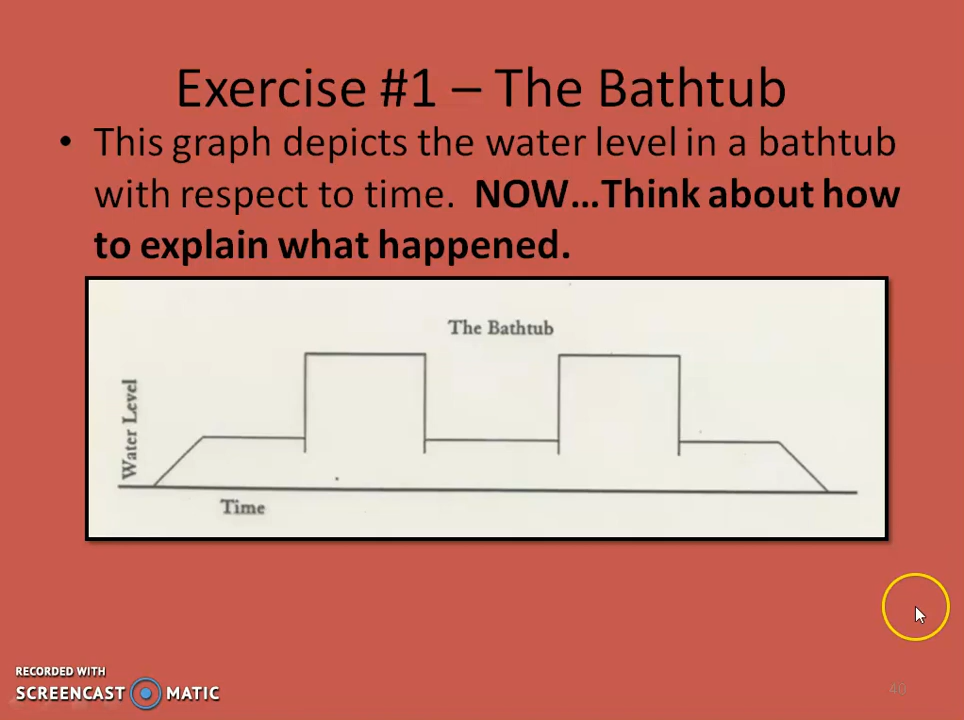 Exercise #1 – The Bathtub
• This graph depicts the water level in a bathtub
with respect to time.  NOW...Think about how
to explain what happened.
The Bathtub
Water Level
Time
RECORDED WITH
SCREENCAST MATIC
40